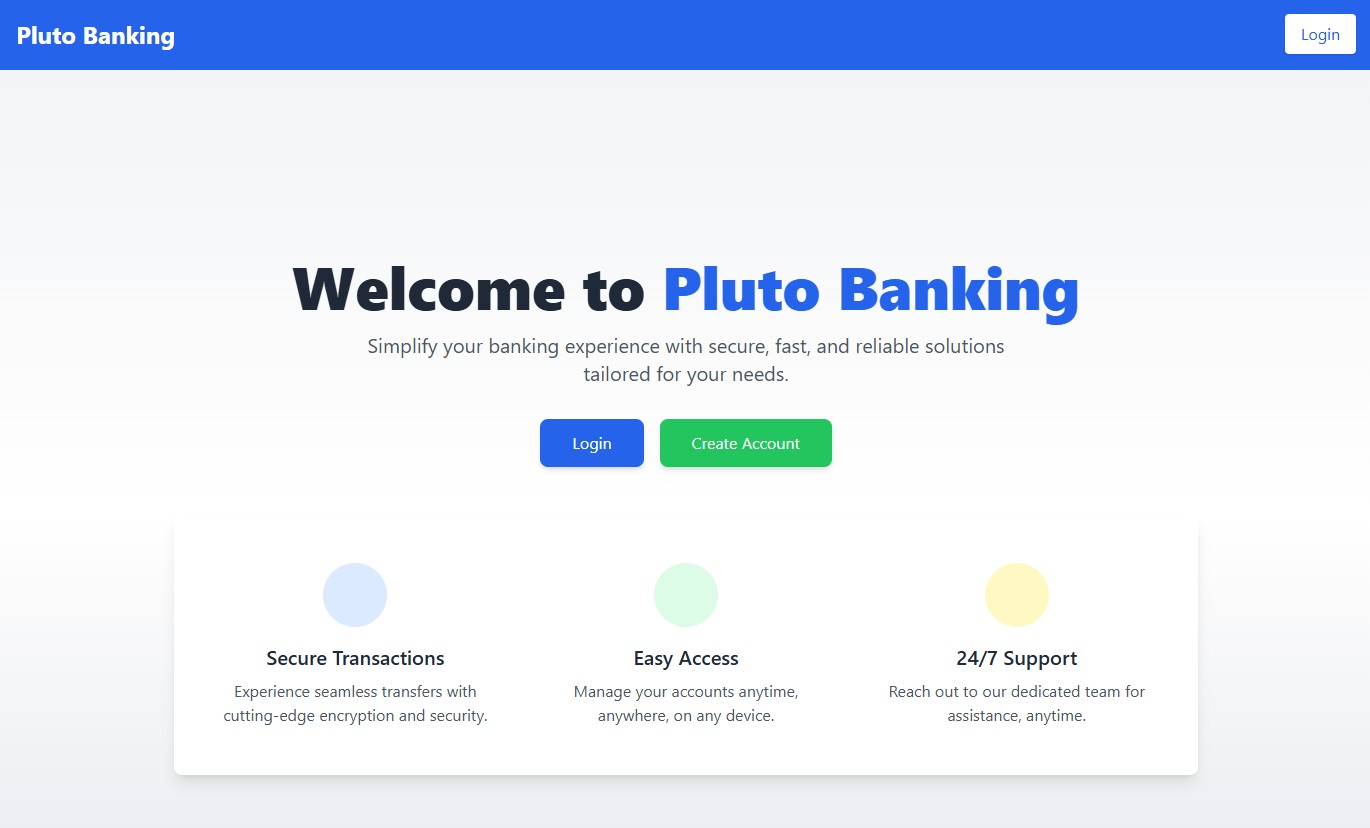 Pluto Banking
Login
Welcome to Pluto Banking
Simplify your banking experience with secure, fast, and reliable solutions
tailored for your needs.
Login
Create Account
Secure Transactions
Experience seamless transfers with
cutting-edge encryption and security.
Easy Access
Manage your accounts anytime,
anywhere, on any device.
24/7 Support
Reach out to our dedicated team for
assistance, anytime.